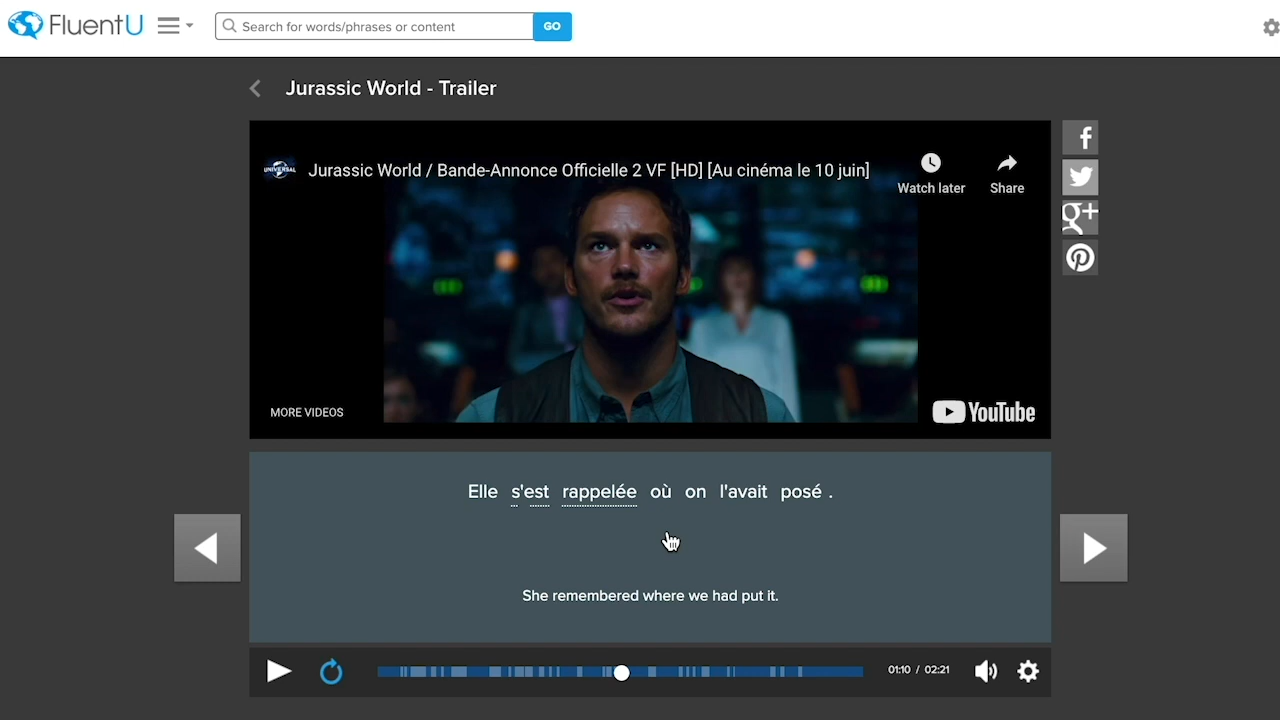 FluentU
Search for words/phrases or content
GO
Jurassic World - Trailer
UNIVERSAL
Jurassic World / Bande-Annonce Officielle 2 VF [HD] [Au cinéma le 10 juin]
Watch later
Share
g+
MORE VIDEOS
YouTube
Elle s'est rappelée où on l'avait posé .
She remembered where we had put it.
01:10 / 02:21